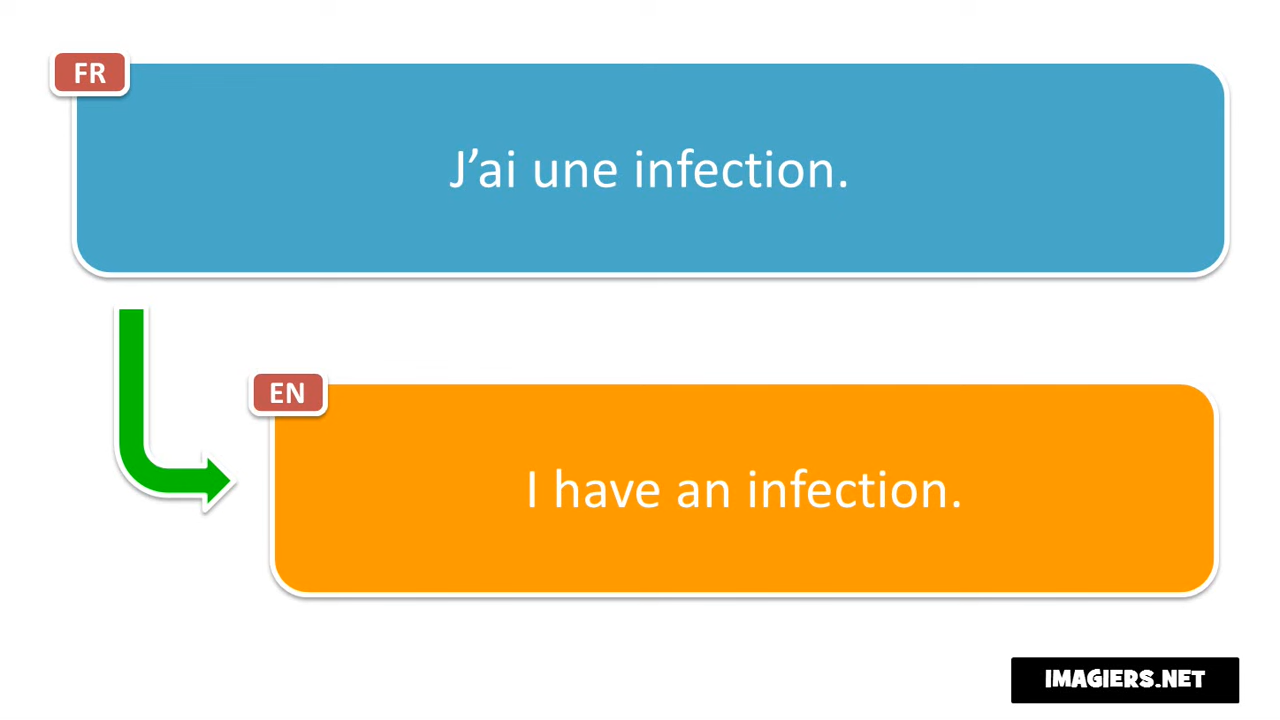 FR
J’ai une infection.
EN
I have an infection.
IMAGIERS.NET